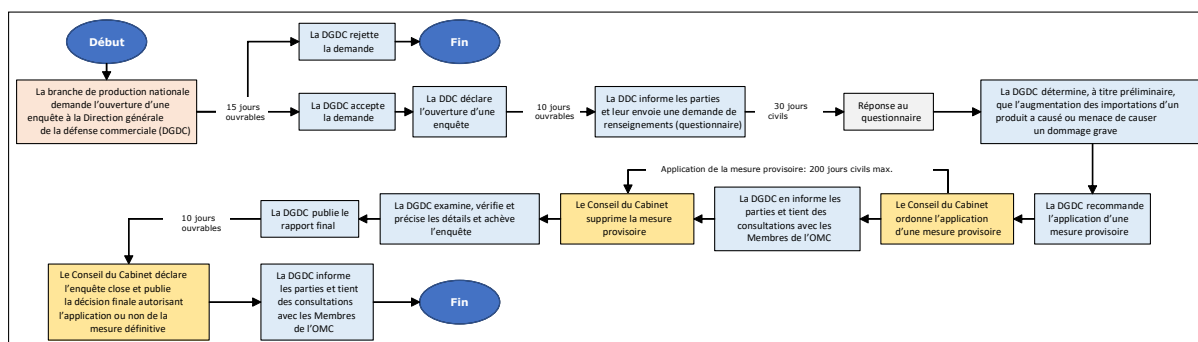 Début
La branche de production nationale
demande l'ouverture d'une
enquête à la Direction générale
de la défense commerciale (DGDC)
15 jours
ouvrables
La DGDC rejette
la demande
Fin
La DGDC accepte
la demande
La DDC déclare
l'ouverture d'une
enquête
10 jours
ouvrables
La DDC informe les parties
et leur envoie une demande de
renseignements (questionnaire)
30 jours
civils
Réponse au
questionnaire
La DGDC détermine, à titre préliminaire,
que l'augmentation des importations d'un
produit a causé ou menace de causer
un dommage grave
La DGDC recommande
l'application d'une
mesure provisoire
Le Conseil du Cabinet
ordonne l'application
d'une mesure provisoire
Application de la mesure provisoire: 200 jours civils max.
La DGDC en informe les
parties et tient des
consultations avec les
Membres de l'OMC
Le Conseil du Cabinet
supprime la mesure
provisoire
La DGDC examine, vérifie et
précise les détails et achève
l'enquête
La DGDC publie le
rapport final
10 jours
ouvrables
Le Conseil du Cabinet déclare
l'enquête close et publie
la décision finale autorisant
l'application ou non de la
mesure définitive
La DGDC informe
les parties et tient
des consultations
avec les Membres
de l'OMC
Fin